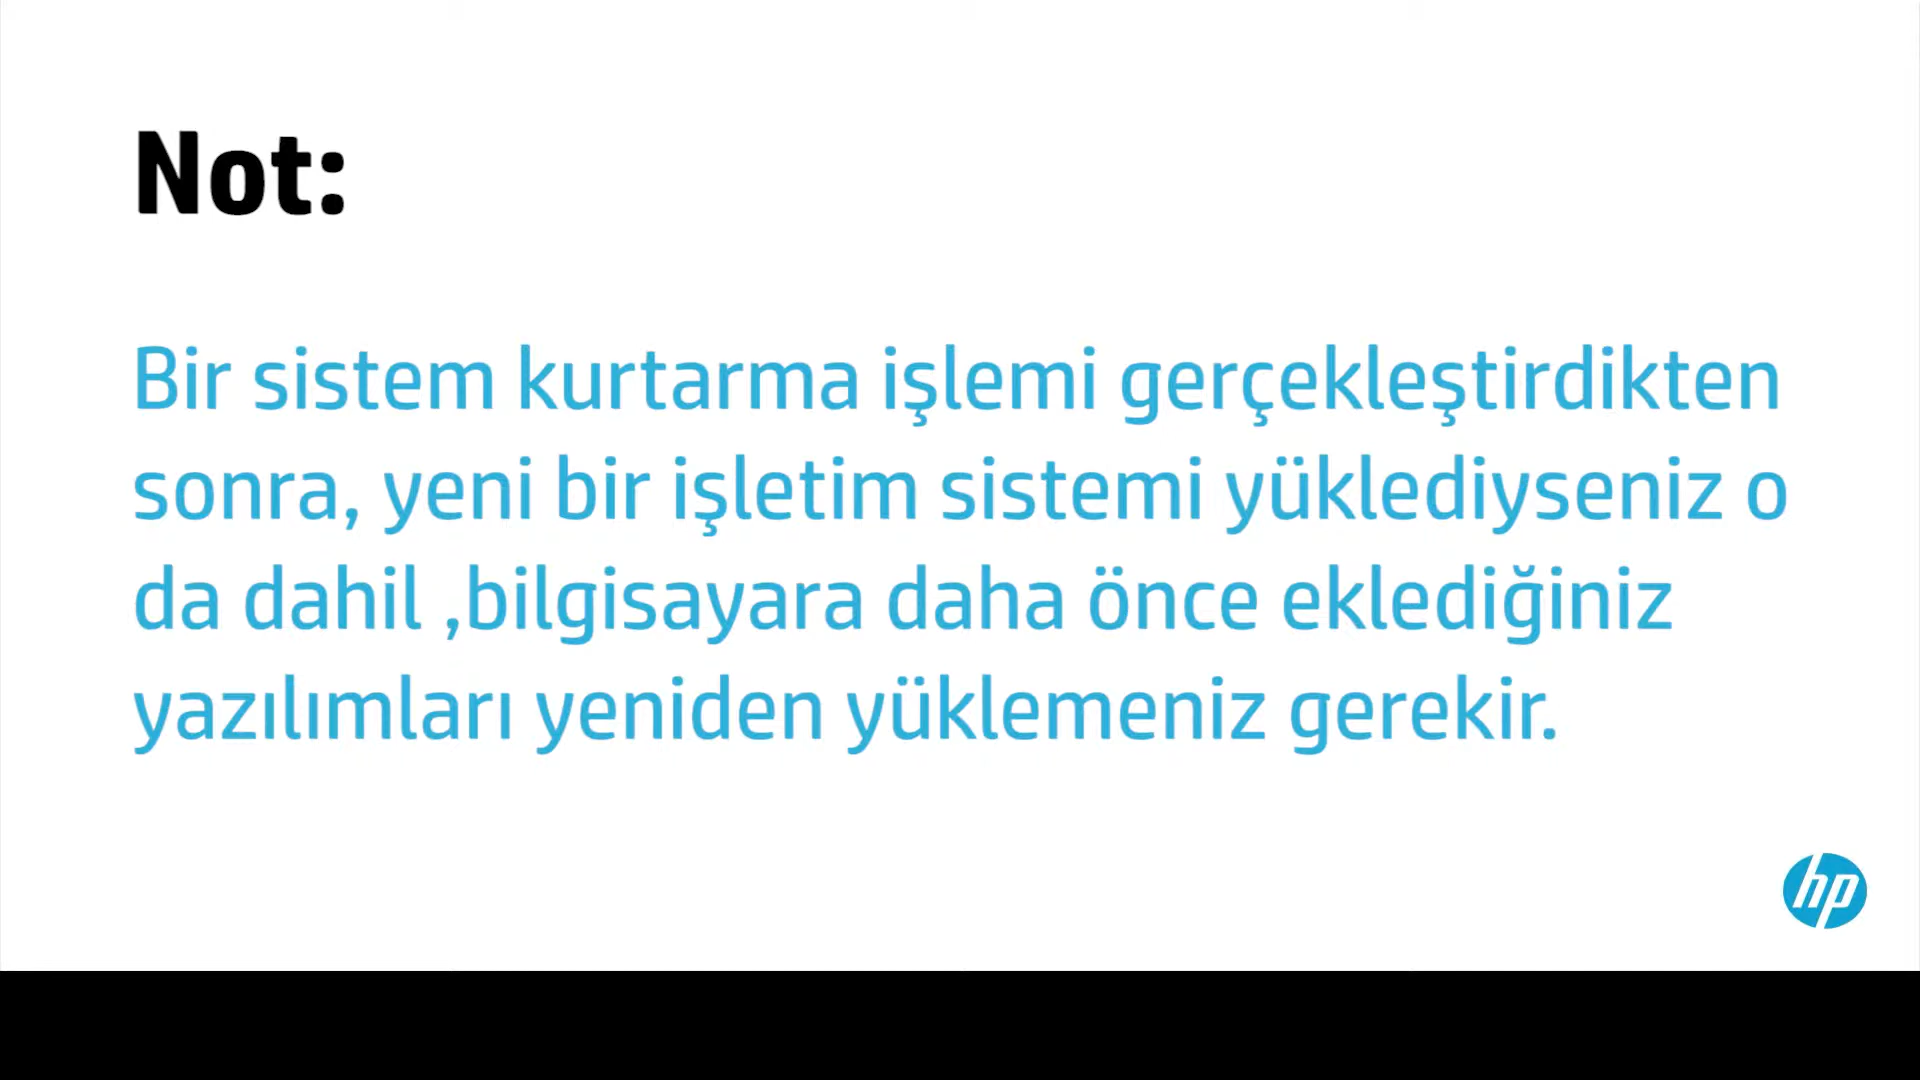 Not:
Bir sistem kurtarma işlemi gerçekleştirdikten
sonra, yeni bir işletim sistemi yüklediyseniz o
da dahil ,bilgisayara daha önce eklediğiniz
yazılımları yeniden yüklemeniz gerekir.
hp